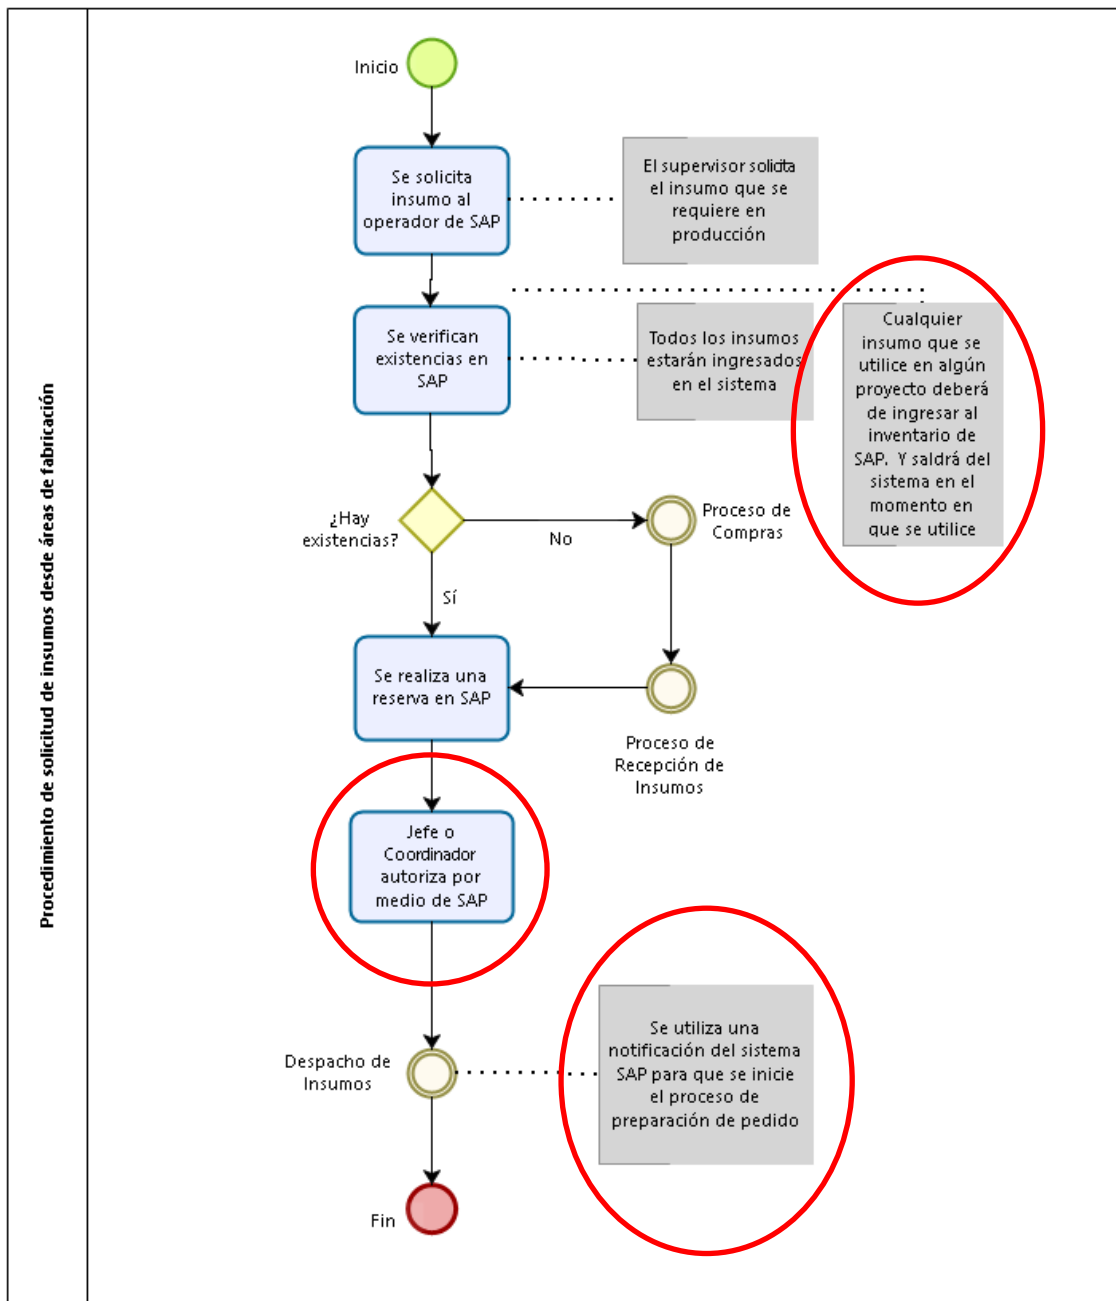 Procedimiento de solicitud de insumos desde áreas de fabricación
Inicio
Se solicita
insumo al
operador de SAP
El supervisor solicita
el insumo que se
requiere en
producción
Se verifican
existencias en
SAP
Todos los insumos
estarán ingresados
en el sistema
Cualquier
insumo que se
utilice en algún
proyecto deberá
de ingresar al
inventario de
SAP. Y saldrá del
sistema en el
momento en
que se utilice
¿Hay
existencias?
No
Proceso de
Compras
Sí
Se realiza una
reserva en SAP
Proceso de
Recepción de
Insumos
Jefe o
Coordinador
autoriza por
medio de SAP
Despacho de
Insumos
Se utiliza una
notificación del sistema
SAP para que se inicie
el proceso de
preparación de pedido
Fin